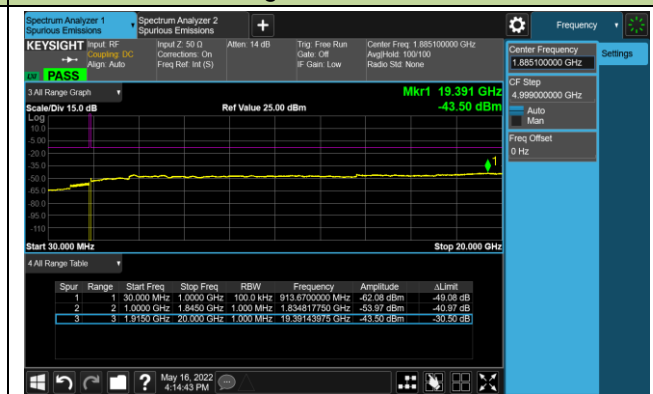 Spectrum Analyzer 1
Spurious Emissions
Spectrum Analyzer 2
Spurious Emissions
+
Frequency
KEYSIGHT
Input: RF
Coupling: DC
Align: Auto
Input Z: 50 Ω
Corrections: On
Freq Ref: Int (S)
Atten: 14 dB
Trig: Free Run
Gate: Off
IF Gain: Low
Center Freq: 1.885100000 GHz
Avg|Hold: 100/100
Radio Std: None
PASS
Center Frequency
1.885100000 GHz
Settings
CF Step
4.999000000 GHz
Auto
Man
Freq Offset
0 Hz
3 All Range Graph
Mkr1 19.391 GHz
Scale/Div 15.0 dB
Ref Value 25.00 dBm
-43.50 dBm
Log
10.0
-5.00
-20.0
-35.0
-50.0
-65.0
-80.0
-95.0
-110
1
Start 30.000 MHz
Stop 20.000 GHz
4 All Range Table
Spur Range Start Freq Stop Freq RBW Frequency Amplitude ΔLimit
1 1 30.000 MHz 1.0000 GHz 100.0 kHz 913.6700000 MHz -62.08 dBm -49.08 dB
2 2 1.0000 GHz 1.8450 GHz 1.000 MHz 1.834817750 GHz -53.97 dBm -40.97 dB
3 3 1.9150 GHz 20.000 GHz 1.000 MHz 19.39143975 GHz -43.50 dBm -30.50 dB
?
May 16, 2022
4:14:43 PM